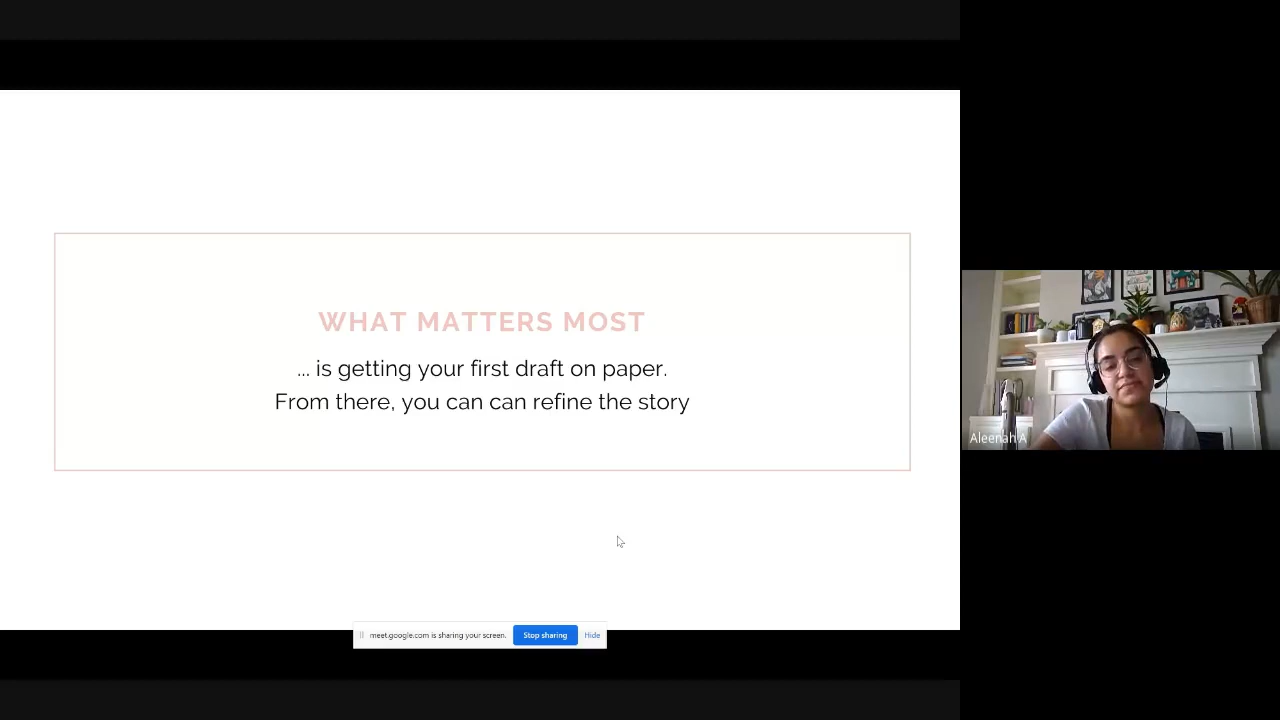 WHAT MATTERS MOST
... is getting your first draft on paper.
From there, you can can refine the story
Aleenah A
meet.google.com is sharing your screen.
Stop sharing
Hide